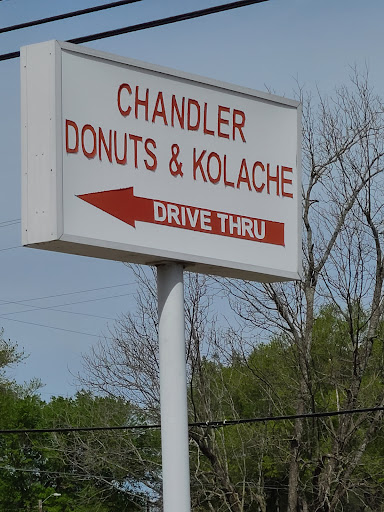 CHANDLER
DONUTS & KOLACHE
DRIVE THRU